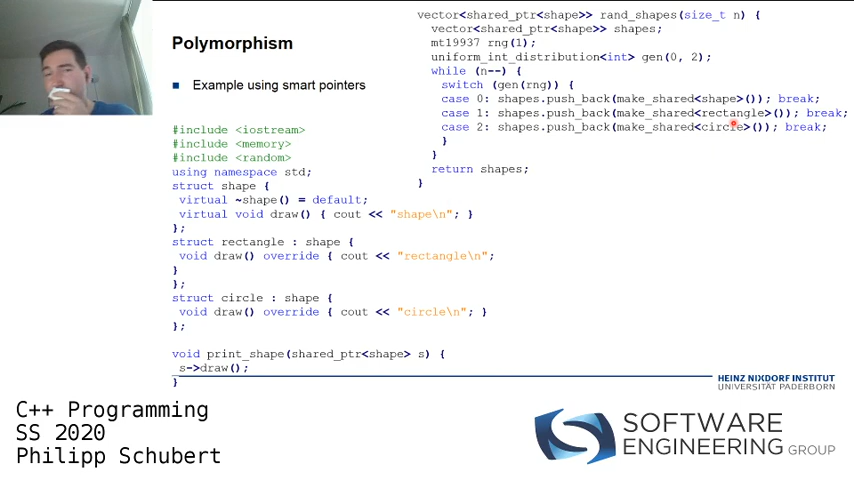 Polymorphism
■ Example using smart pointers
#include <iostream>
#include <memory>
#include <random>
using namespace std;
struct shape {
virtual ~shape() = default;
virtual void draw() { cout << "shape\n"; }
};
struct rectangle : shape {
void draw() override { cout << "rectangle\n";
}
};
struct circle : shape {
void draw() override { cout << "circle\n"; }
};
void print_shape(shared_ptr<shape> s) {
s->draw();
}
vector<shared_ptr<shape>> rand_shapes(size_t n) {
vector<shared_ptr<shape>> shapes;
mt19937 rng(1);
uniform_int_distribution<int> gen(0, 2);
while (n--) {
switch (gen(rng)) {
case 0: shapes.push_back(make_shared<shape>()); break;
case 1: shapes.push_back(make_shared<rectangle>()); break;
case 2: shapes.push_back(make_shared<circle>()); break;
}
}
return shapes;
}
HEINZ NIXDORF INSTITUT
UNIVERSITÄT PADERBORN
C++ Programming
SS 2020
Philipp Schubert
SOFTWARE
ENGINEERING GROUP